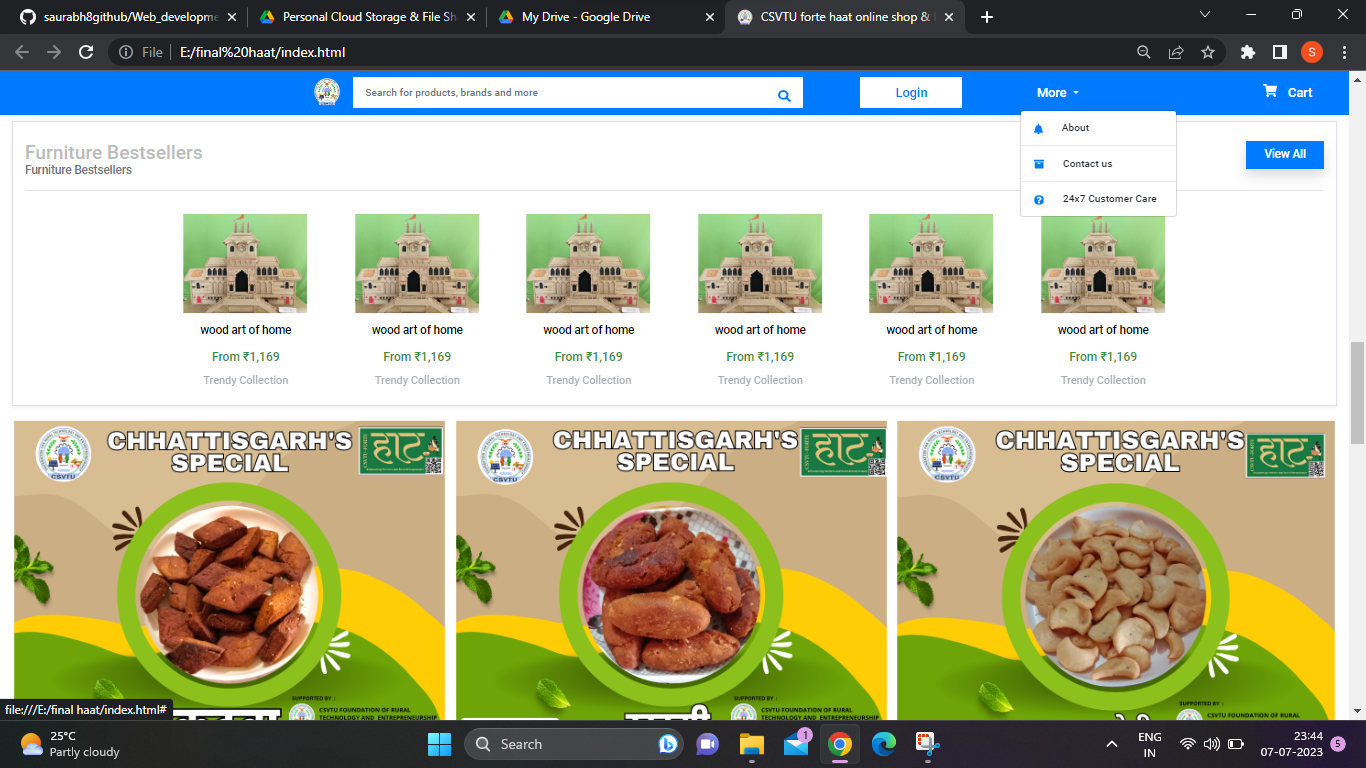 saurabh8github/Web_developme
Personal Cloud Storage & File Sh
My Drive - Google Drive
CSVTU forte haat online shop &
File
E:/final%20haat/index.html
S
Search for products, brands and more
Login
More
Cart
About
Contact us
24x7 Customer Care
Furniture Bestsellers
Furniture Bestsellers
View All
wood art of home
wood art of home
wood art of home
wood art of home
wood art of home
wood art of home
From ₹1,169
From ₹1,169
From ₹1,169
From ₹1,169
From ₹1,169
From ₹1,169
Trendy Collection
Trendy Collection
Trendy Collection
Trendy Collection
Trendy Collection
Trendy Collection
CHHATTISGARH'S
SPECIAL
हाट
CSVTU
CHHATTISGARH'S
SPECIAL
हाट
CSVTU
CHHATTISGARH'S
SPECIAL
हाट
CSVTU
SUPPORTED BY :
CSVTU FOUNDATION OF RURAL
TECHNOLOGY AND ENTREPRENEURSHIP
SUPPORTED BY :
CSVTU FOUNDATION OF RURAL
TECHNOLOGY AND ENTREPRENEURSHIP
SUPPORTED BY :
CSVTU FOUNDATION OF RURAL
TECHNOLOGY AND ENTREPRENEURSHIP
file:///E:/final haat/index.html#
25°C
Partly cloudy
Search
1
ENG
IN
23:44
07-07-2023
5